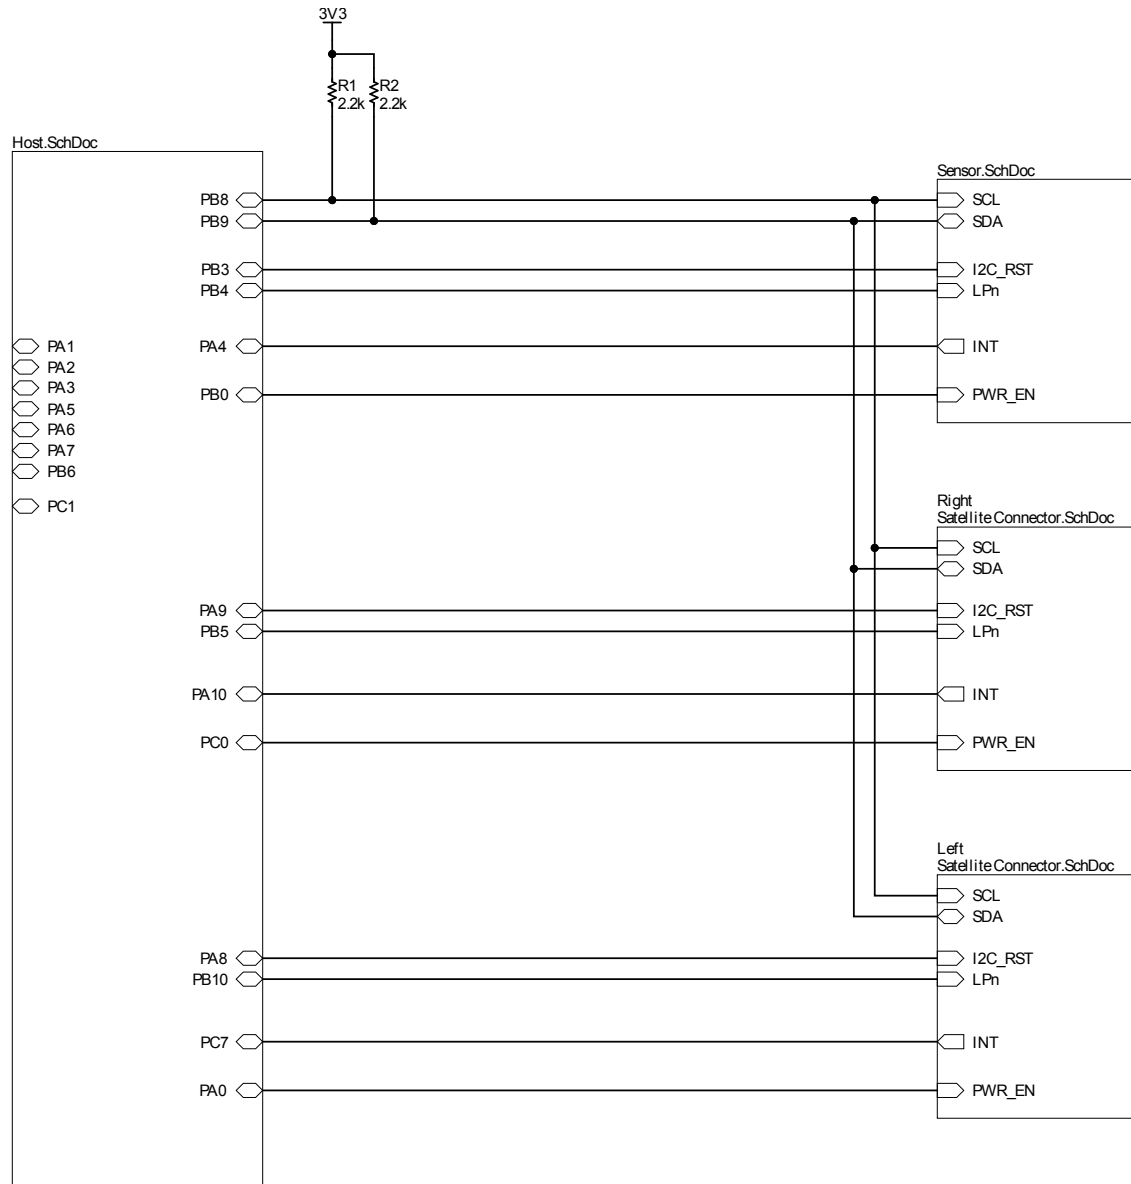 3V3
R1 R2
2.2k 2.2k
Host.SchDoc
Sensor.SchDoc
PB8 SCL
PB9 SDA
PB3 I2C_RST
PB4 LPn
PA1 PA4 INT
PA2
PA3
PB0 PWR_EN
PA5
PA6
PA7
PB6
Right
PC1
Satellite Connector.SchDoc
SCL
SDA
PA9 I2C_RST
PB5 LPn
PA10 INT
PC0 PWR_EN
Left
Satellite Connector.SchDoc
SCL
SDA
PA8 I2C_RST
PB10 LPn
PC7 INT
PA0 PWR_EN